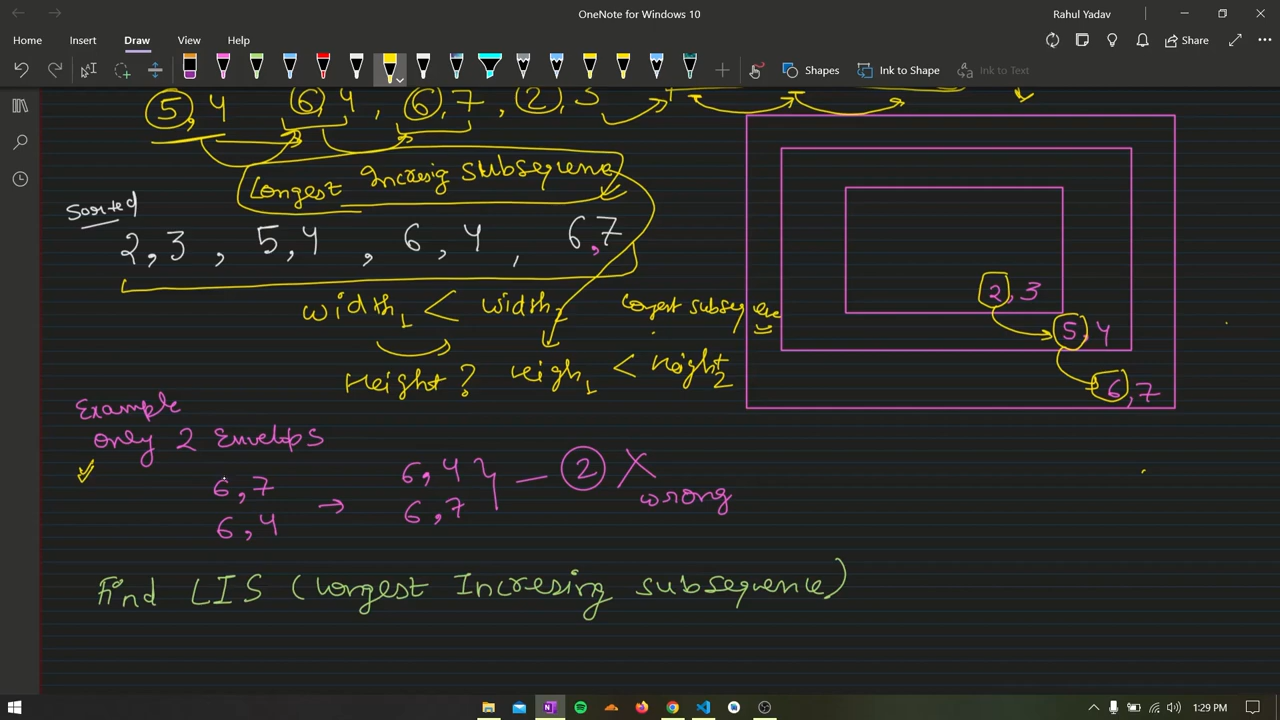 OneNote for Windows 10
Rahul Yadav
Home Insert Draw View Help
Share
Shapes
Ink to Shape
Ink to Text
5,4 6,4 , 6,7 , 2,3
Longest Incresig subsequence
Sorted
2,3 , 5,4 , 6,4 , 6,7
width1 < width2
longest subsequence
Height? Heigh1 < Height2
2,3
5,4
6,7
Example
only 2 Envelops
6,7
6,4
→ 6,4
6,7
— 2 X
wrong
Find LIS (longest Incresing subsequence)
1:29 PM